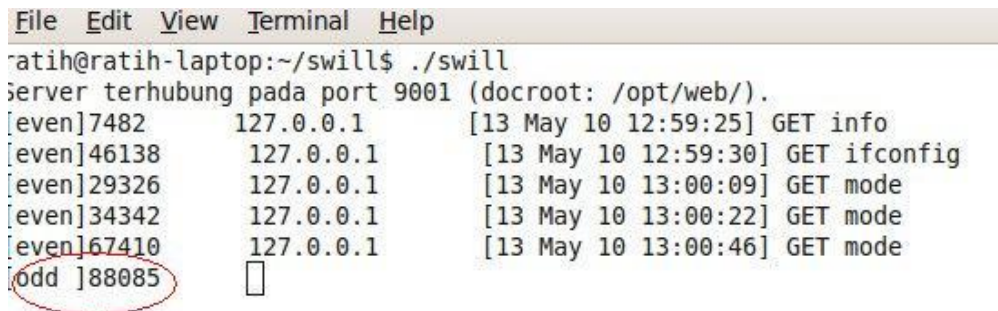 File Edit View Terminal Help
ratih@ratih-laptop:~/swill$ ./swill
Server terhubung pada port 9001 (docroot: /opt/web/).
[even]7482 127.0.0.1 [13 May 10 12:59:25] GET info
[even]46138 127.0.0.1 [13 May 10 12:59:30] GET ifconfig
[even]29326 127.0.0.1 [13 May 10 13:00:09] GET mode
[even]34342 127.0.0.1 [13 May 10 13:00:22] GET mode
[even]67410 127.0.0.1 [13 May 10 13:00:46] GET mode
[odd ]88085